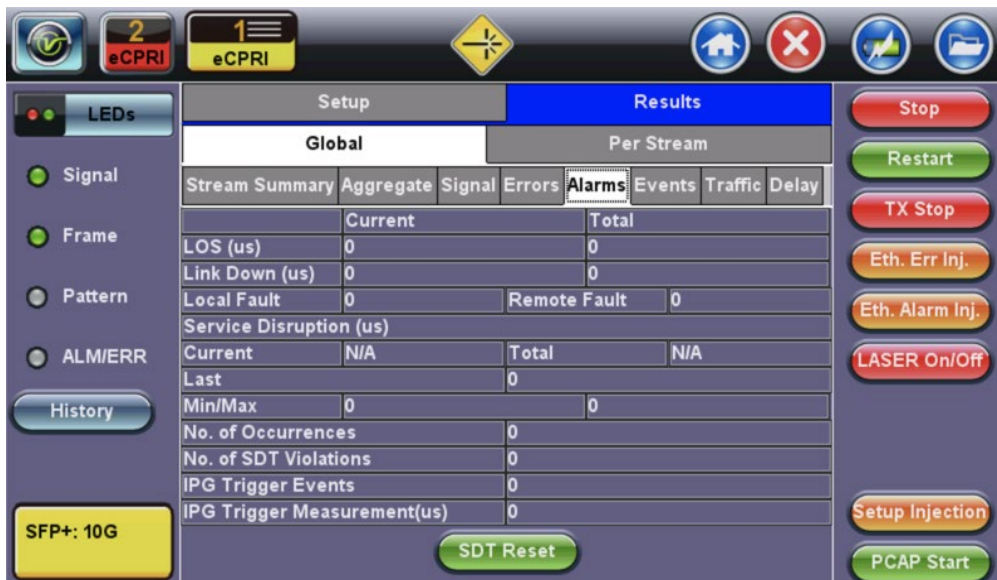 2
eCPRI
1
eCPRI
LEDs
Signal
Frame
Pattern
ALM/ERR
History
SFP+: 10G
Setup Results
Global Per Stream
Stream Summary Aggregate Signal Errors Alarms Events Traffic Delay
Current Total
LOS (us) 0 0
Link Down (us) 0 0
Local Fault 0 Remote Fault 0
Service Disruption (us)
Current N/A Total N/A
Last 0
Min/Max 0 0
No. of Occurrences 0
No. of SDT Violations 0
IPG Trigger Events 0
IPG Trigger Measurement(us) 0
SDT Reset
Stop
Restart
TX Stop
Eth. Err Inj.
Eth. Alarm Inj.
LASER On/Off
Setup Injection
PCAP Start